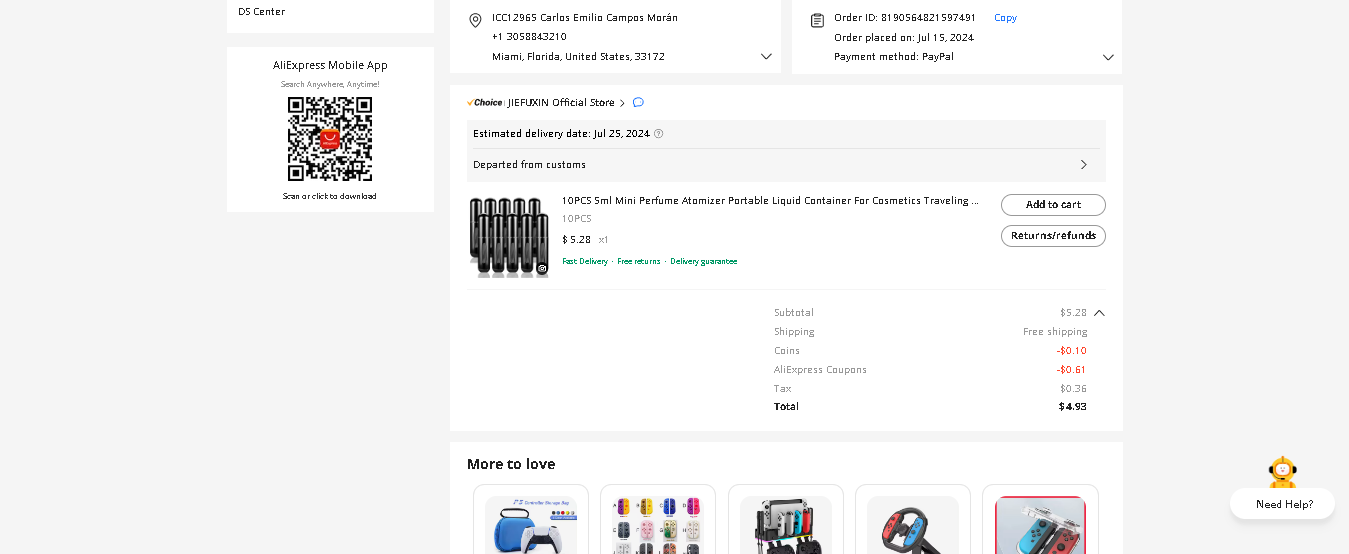 DS Center
AliExpress Mobile App
Search Anywhere, Anytime!
Scan or click to download
ICC12965 Carlos Emilio Campos Morán
+1 3058843210
Miami, Florida, United States, 33172
Order ID: 8190564821597491 Copy
Order placed on: Jul 15, 2024
Payment method: PayPal
Choice JIEFUXIN Official Store
Estimated delivery date: Jul 25, 2024
Departed from customs
10PCS 5ml Mini Perfume Atomizer Portable Liquid Container For Cosmetics Traveling ...
10PCS
$ 5.28 x1
Fast Delivery · Free returns · Delivery guarantee
Add to cart
Returns/refunds
Subtotal $5.28
Shipping Free shipping
Coins -$0.10
AliExpress Coupons -$0.61
Tax $0.36
Total $4.93
More to love
Controller Storage Bag
Need Help?